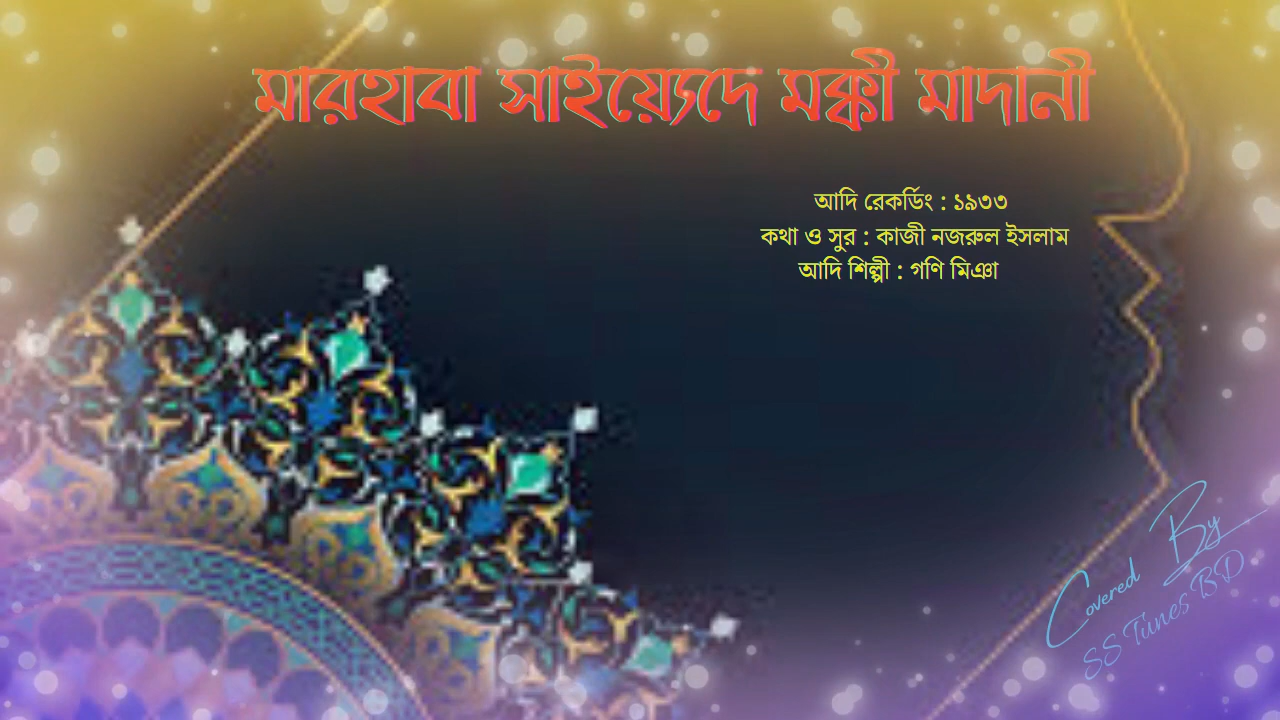 মারহাবা সাইয়্যেদে মক্কী মাদানী
আদি রেকর্ডিং : ১৯৩৩
কথা ও সুর : কাজী নজরুল ইসলাম
আদি শিল্পী : গণি মিঞা
Covered By
SS Tunes BD